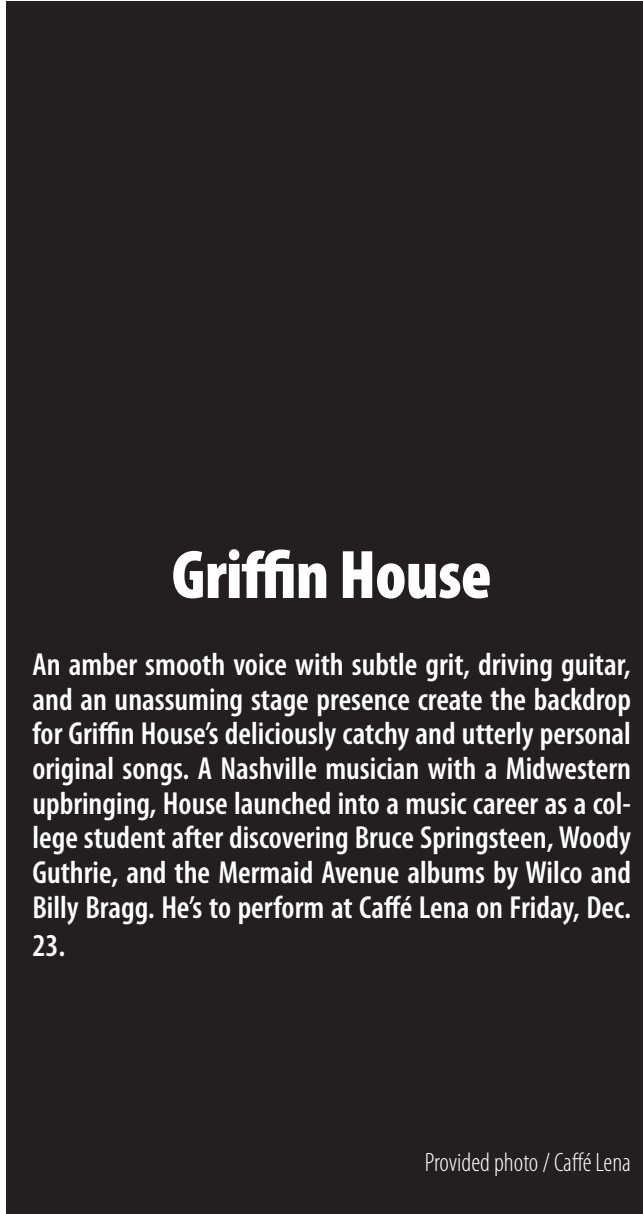 Griffin House
An amber smooth voice with subtle grit, driving guitar,
and an unassuming stage presence create the backdrop
for Griffin House’s deliciously catchy and utterly personal
original songs. A Nashville musician with a Midwestern
upbringing, House launched into a music career as a col-
lege student after discovering Bruce Springsteen, Woody
Guthrie, and the Mermaid Avenue albums by Wilco and
Billy Bragg. He’s to perform at Caffé Lena on Friday, Dec.
23.
Provided photo / Caffé Lena